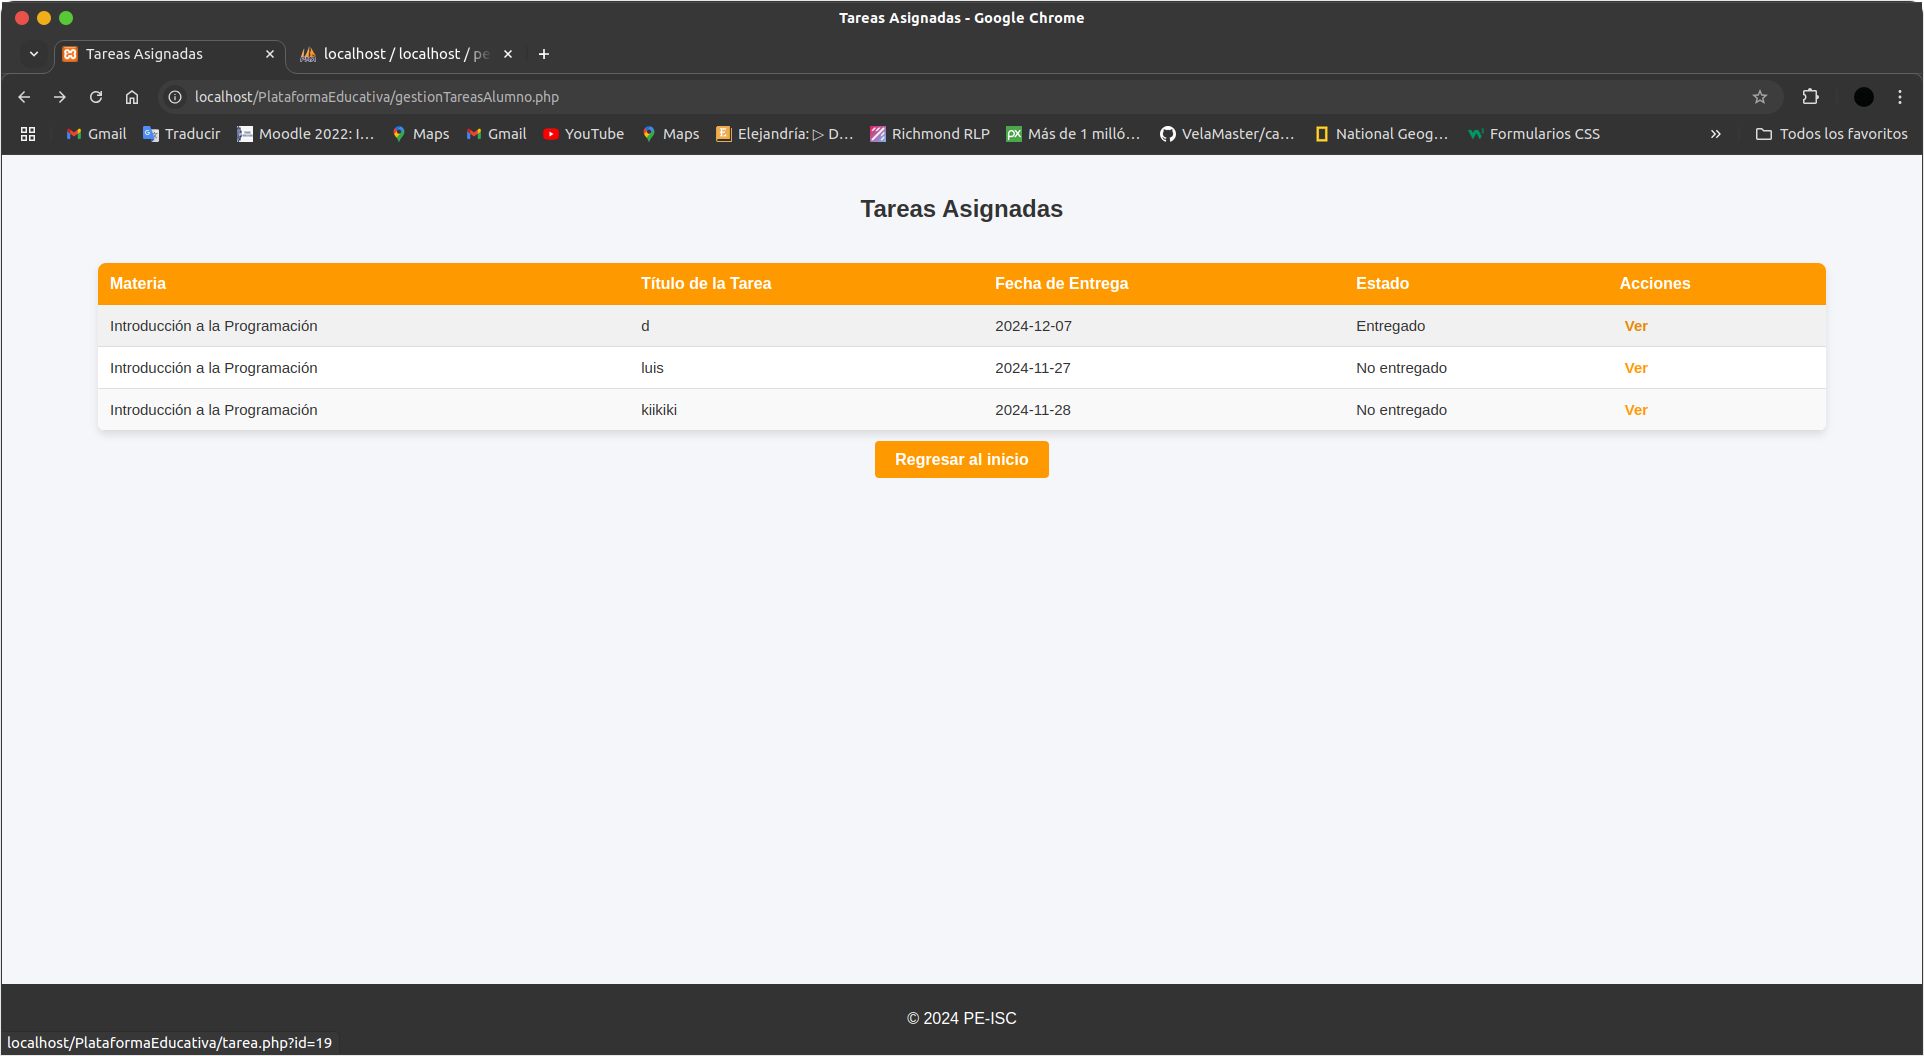 Tareas Asignadas - Google Chrome
Tareas Asignadas
localhost / localhost / pe
localhost/PlataformaEducativa/gestionTareasAlumno.php
Gmail Traducir Moodle 2022: I... Maps Gmail YouTube Maps Elejandría: ▷ D... Richmond RLP Más de 1 milló... VelaMaster/ca... National Geog... Formularios CSS » Todos los favoritos
Tareas Asignadas
Materia Título de la Tarea Fecha de Entrega Estado Acciones
Introducción a la Programación d 2024-12-07 Entregado Ver
Introducción a la Programación luis 2024-11-27 No entregado Ver
Introducción a la Programación kiikiki 2024-11-28 No entregado Ver
Regresar al inicio
© 2024 PE-ISC
localhost/PlataformaEducativa/tarea.php?id=19